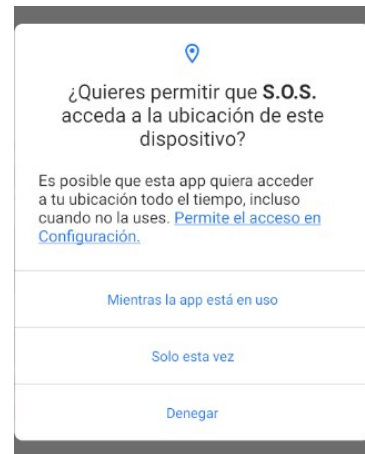 ¿Quieres permitir que S.O.S.
acceda a la ubicación de este
dispositivo?
Es posible que esta app quiera acceder
a tu ubicación todo el tiempo, incluso
cuando no la uses. Permite el acceso en
Configuración.
Mientras la app está en uso
Solo esta vez
Denegar